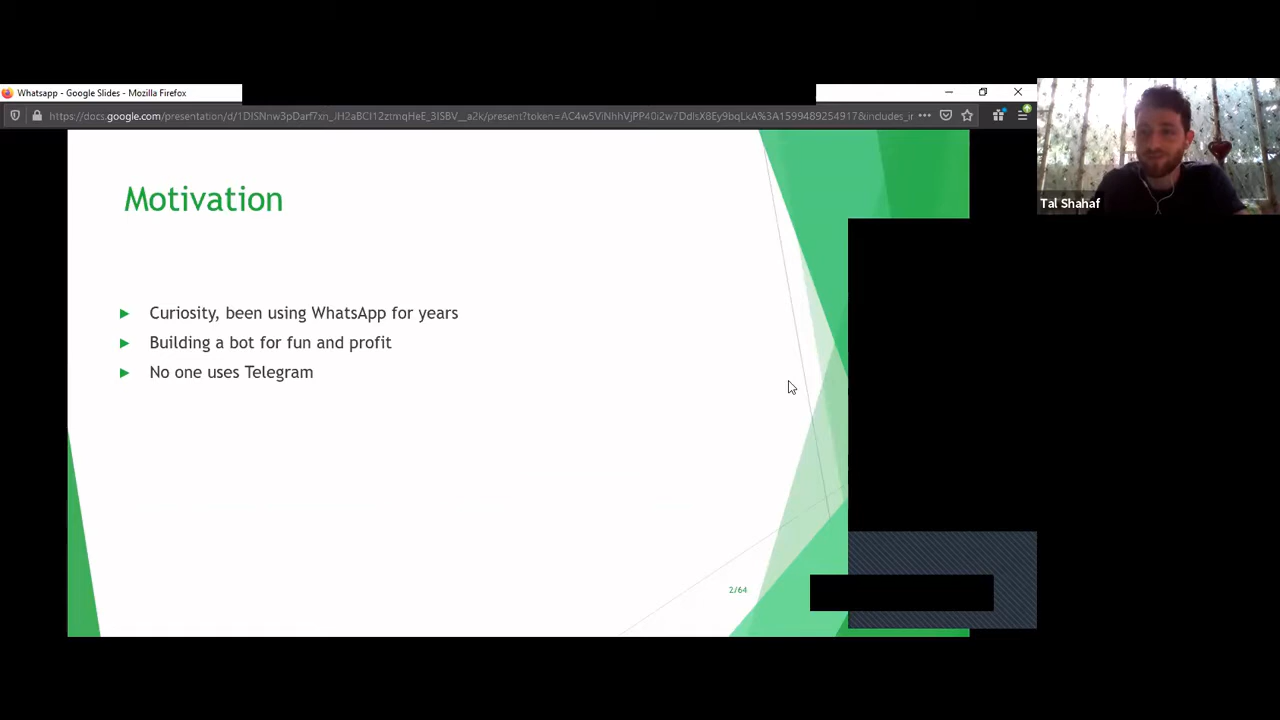 Whatsapp - Google Slides - Mozilla Firefox
Tal Shahaf
Motivation
Curiosity, been using WhatsApp for years
Building a bot for fun and profit
No one uses Telegram
2/64